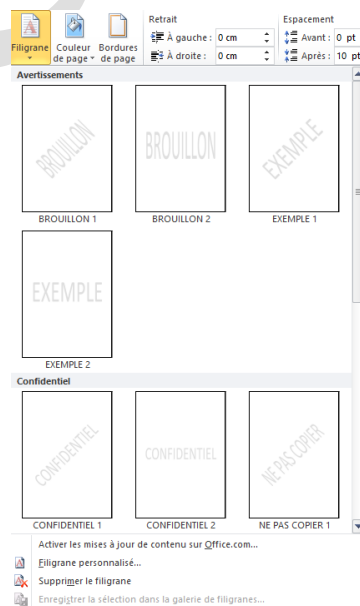 Retrait Espacement
Filigrane Couleur de page Bordures de page À gauche : 0 cm Avant : 0 pt
À droite : 0 cm Après : 10 pt
Avertissements
BROUILLON BROUILLON EXEMPLE
BROUILLON 1 BROUILLON 2 EXEMPLE 1
EXEMPLE
EXEMPLE 2
Confidentiel
CONFIDENTIEL CONFIDENTIEL NE PAS COPIER
CONFIDENTIEL 1 CONFIDENTIEL 2 NE PAS COPIER 1
Activer les mises à jour de contenu sur Office.com...
Filigrane personnalisé...
Supprimer le filigrane
Enregistrer la sélection dans la galerie de filigranes...